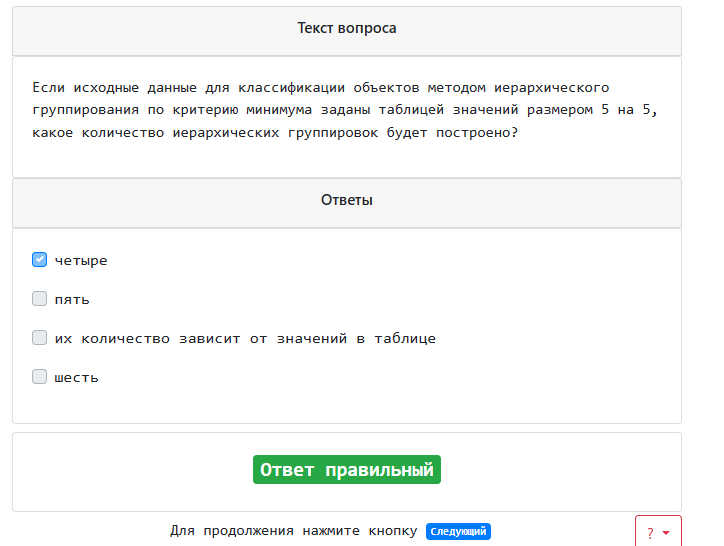 Текст вопроса
Если исходные данные для классификации объектов методом иерархического
группирования по критерию минимума заданы таблицей значений размером 5 на 5,
какое количество иерархических группировок будет построено?
Ответы
четыре
пять
их количество зависит от значений в таблице
шесть
Ответ правильный
Для продолжения нажмите кнопку Следующий
?